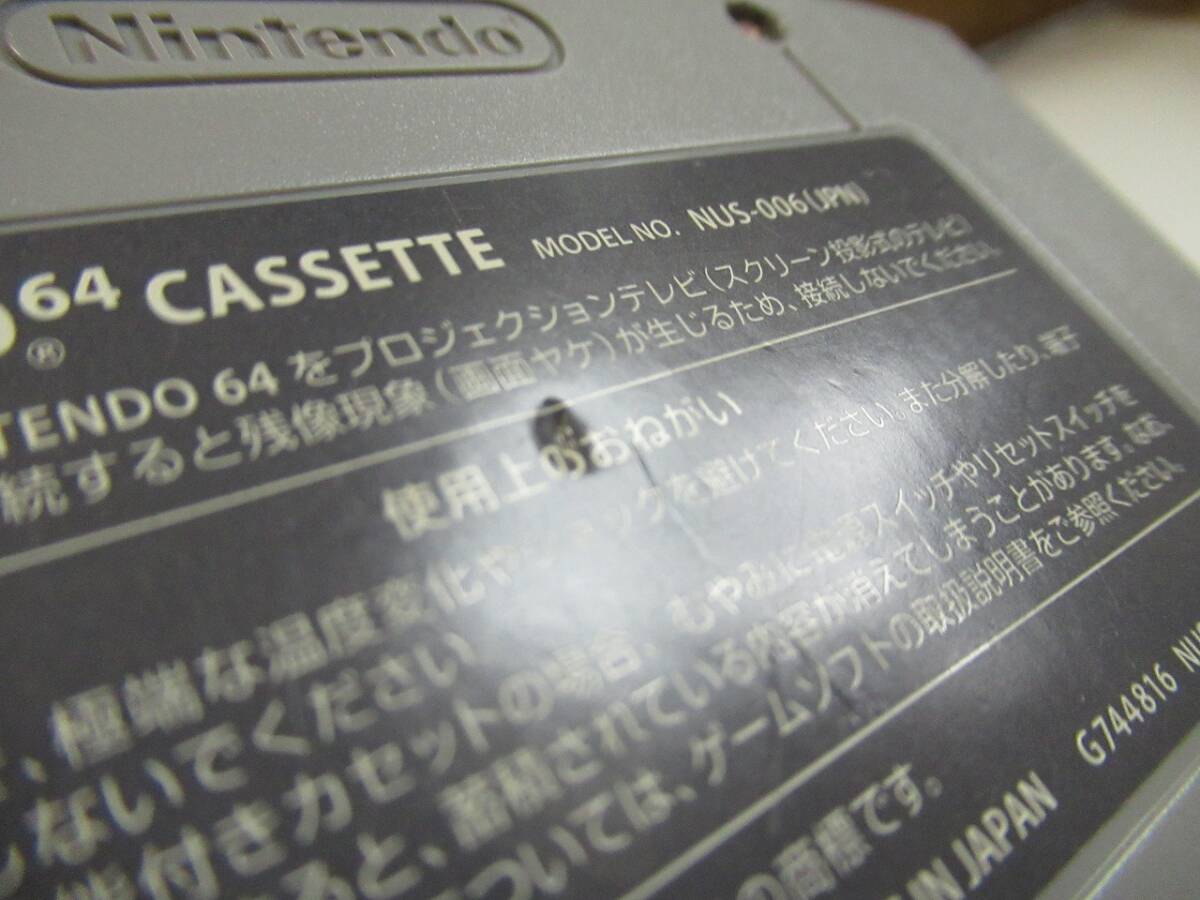 Nintendo
64 CASSETTE MODEL NO. NUS-006(JPN)
®
TENDO 64 をプロジェクションテレビ(スクリーン投影式のテレビ)
続すると残像現象(画面ヤケ)が生じるため、接続しないでください。
使用上のおねがい
、極端な温度変化や ックを避けてください。また分解したり、端子
しないでください
付きカセットの場合、むやみに電源スイッチやリセットスイッチを
ると、蓄積されている内容が消えてしまうことがあります。なお、
については、ゲームソフトの取扱説明書をご参照ください。
の商標です。
IN JAPAN G744816